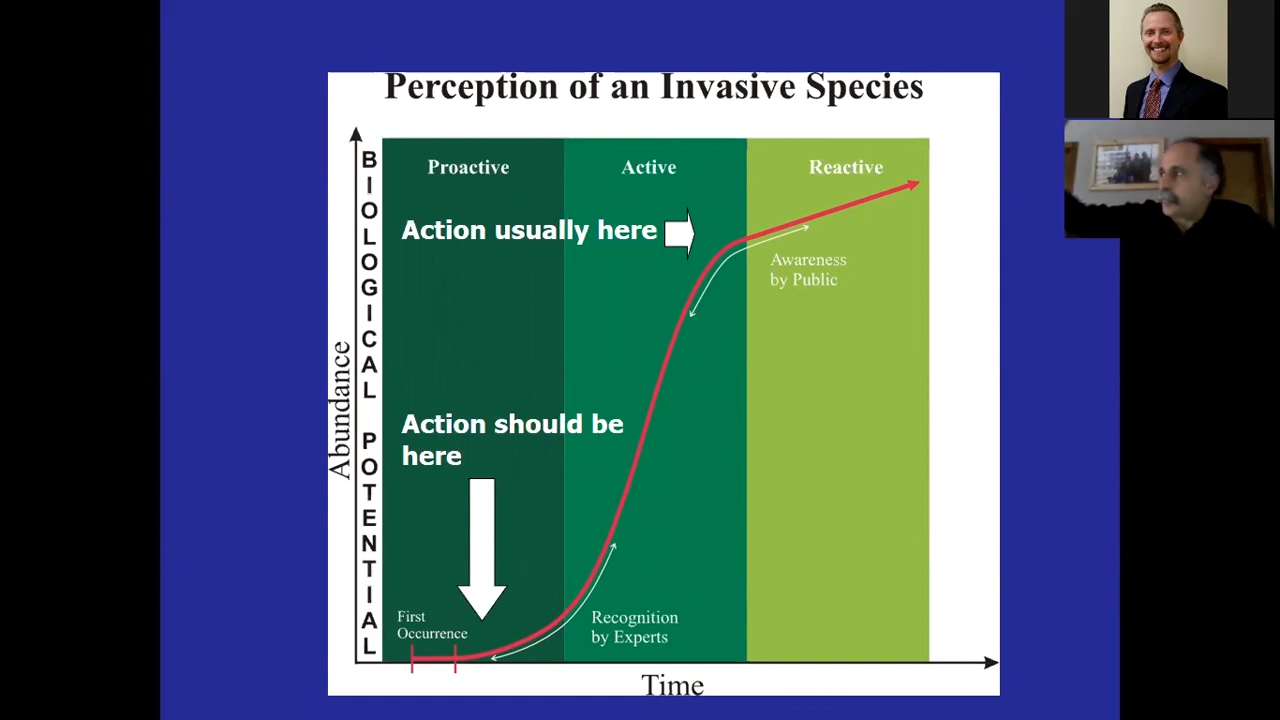 Perception of an Invasive Species
BIOLOGICAL POTENTIAL
Abundance
Proactive
Active
Reactive
Action usually here
Awareness
by Public
Action should be
here
First
Occurrence
Recognition
by Experts
Time